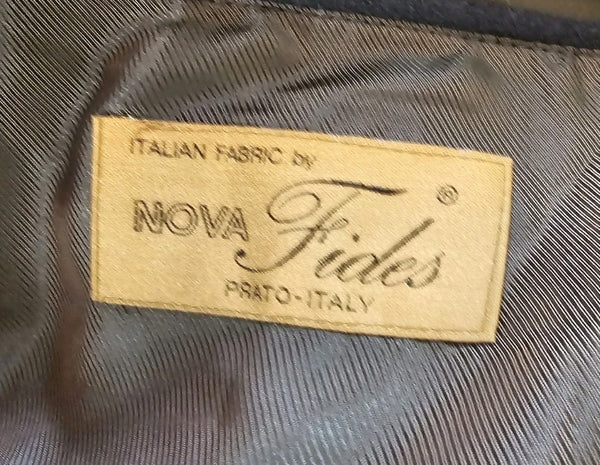 ITALIAN FABRIC by
NOVA Fides ®
PRATO-ITALY